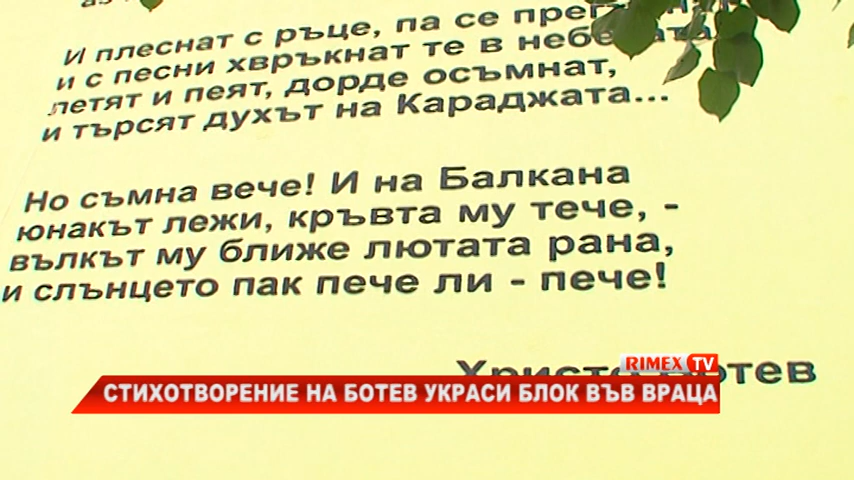 И плеснат с ръце, па се
и с песни хвръкнат те в
летят и пеят, дорде осъмнат,
и търсят духът на Караджата...
Но съмна вече! И на Балкана
юнакът лежи, кръвта му тече, -
вълкът му ближе лютата рана,
и слънцето пак пече ли - пече!
RIMEX TV
СТИХОТВОРЕНИЕ НА БОТЕВ УКРАСИ БЛОК ВЪВ ВРАЦА